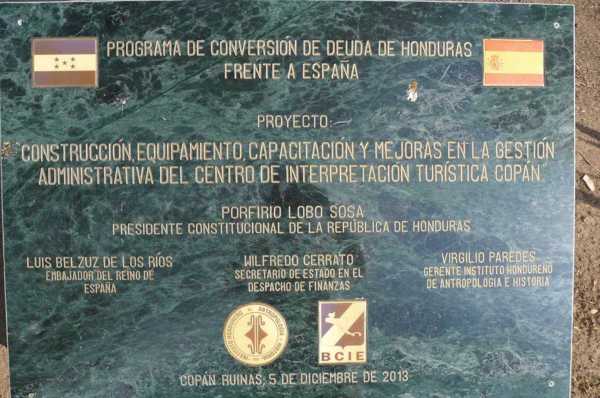 PROGRAMA DE CONVERSIÓN DE DEUDA DE HONDURAS
FRENTE A ESPAÑA
PROYECTO:
"CONSTRUCCIÓN, EQUIPAMIENTO, CAPACITACIÓN Y MEJORAS EN LA GESTIÓN
ADMINISTRATIVA DEL CENTRO DE INTERPRETACIÓN TURÍSTICA COPÁN"
PORFIRIO LOBO SOSA
PRESIDENTE CONSTITUCIONAL DE LA REPÚBLICA DE HONDURAS
LUIS BELZUZ DE LOS RÍOS
EMBAJADOR DEL REINO DE
ESPAÑA
WILFREDO CERRATO
SECRETARIO DE ESTADO EN EL
DESPACHO DE FINANZAS
VIRGILIO PAREDES
GERENTE INSTITUTO HONDUREÑO
DE ANTROPOLOGIA E HISTORIA
BCIE
COPÁN RUINAS, 5 DE DICIEMBRE DE 2013